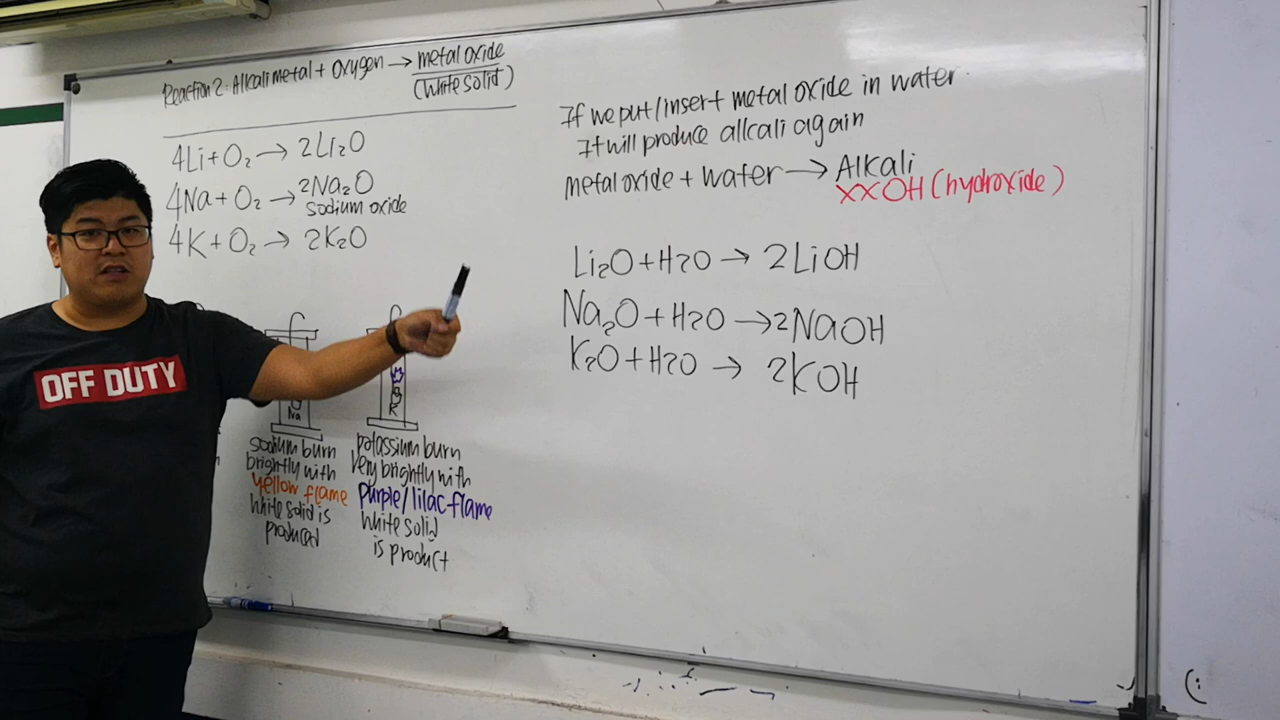 Reaction 2: Alkali metal + Oxygen → metal oxide
(white solid)
4Li + O₂ → 2Li₂O
4Na + O₂ → 2Na₂O
sodium oxide
4K + O₂ → 2K₂O
Na
K
sodium burn
brightly with
yellow flame
white solid is
produced
potassium burn
very brightly with
purple/lilac flame
white solid
is product
If we put/insert metal oxide in water.
It will produce allcali again
metal oxide + water → Alkali
XXOH (hydroxide)
Li₂O + H2O → 2LiOH
Na₂O + H2O → 2NaOH
K₂O + H2O → 2KOH
OFF DUTY
(: